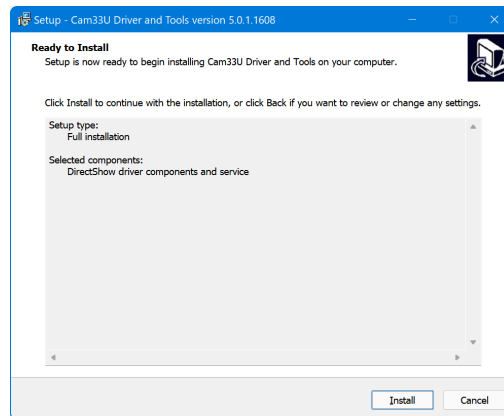 Setup - Cam33U Driver and Tools version 5.0.1.1608
Ready to Install
Setup is now ready to begin installing Cam33U Driver and Tools on your computer.
Click Install to continue with the installation, or click Back if you want to review or change any settings.
Setup type:
Full installation
Selected components:
DirectShow driver components and service
Install
Cancel